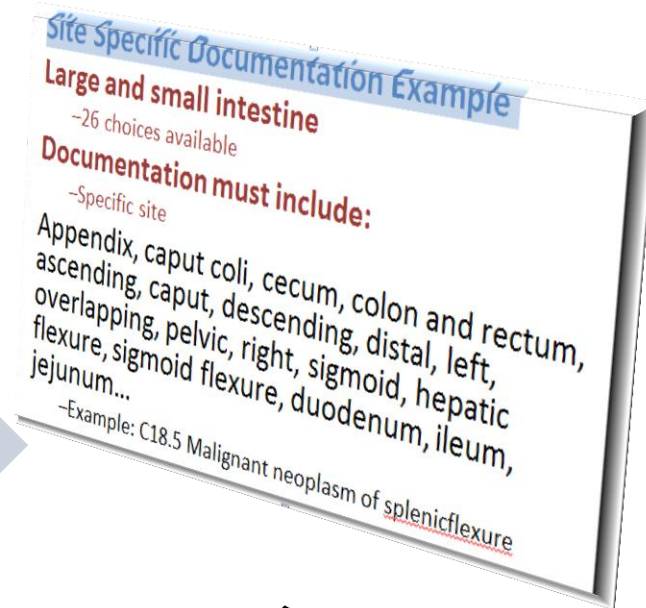 Site Specific Documentation Example
Large and small intestine
–26 choices available
Documentation must include:
–Specific site
Appendix, caput coli, cecum, colon and rectum,
ascending, caput, descending, distal, left,
overlapping, pelvic, right, sigmoid, hepatic
flexure, sigmoid flexure, duodenum, ileum,
jejunum…
–Example: C18.5 Malignant neoplasm of splenicflexure